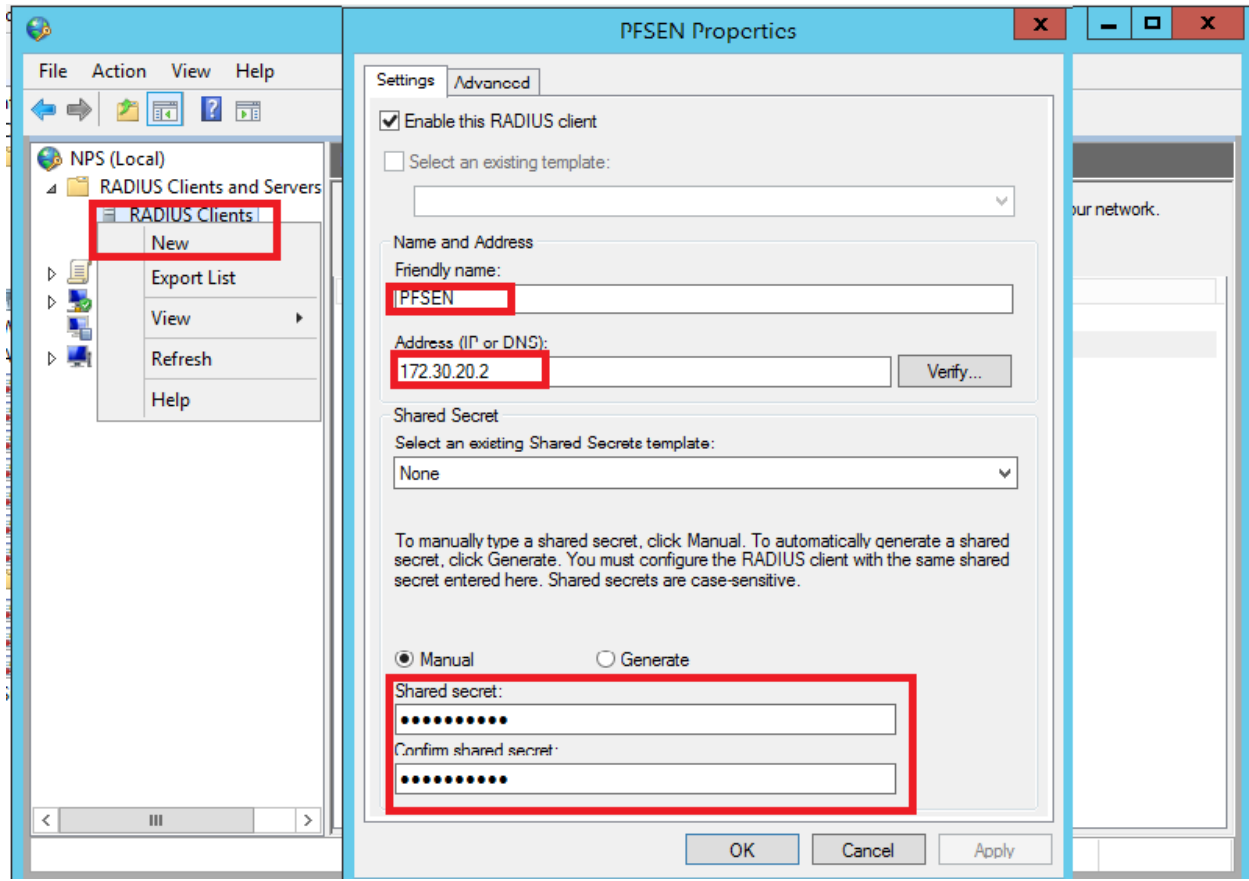 PFSEN Properties
File Action View Help
NPS (Local)
RADIUS Clients and Servers
RADIUS Clients
New
Export List
View
Refresh
Help
Settings
Advanced
Enable this RADIUS client
Select an existing template:
Name and Address
Friendly name:
PFSEN
Address (IP or DNS):
172.30.20.2
Verify...
Shared Secret
Select an existing Shared Secrets template:
None
To manually type a shared secret, click Manual. To automatically generate a shared
secret, click Generate. You must configure the RADIUS client with the same shared
secret entered here. Shared secrets are case-sensitive.
Manual
Generate
Shared secret:
••••••••••
Confirm shared secret:
••••••••••
OK
Cancel
Apply
network.